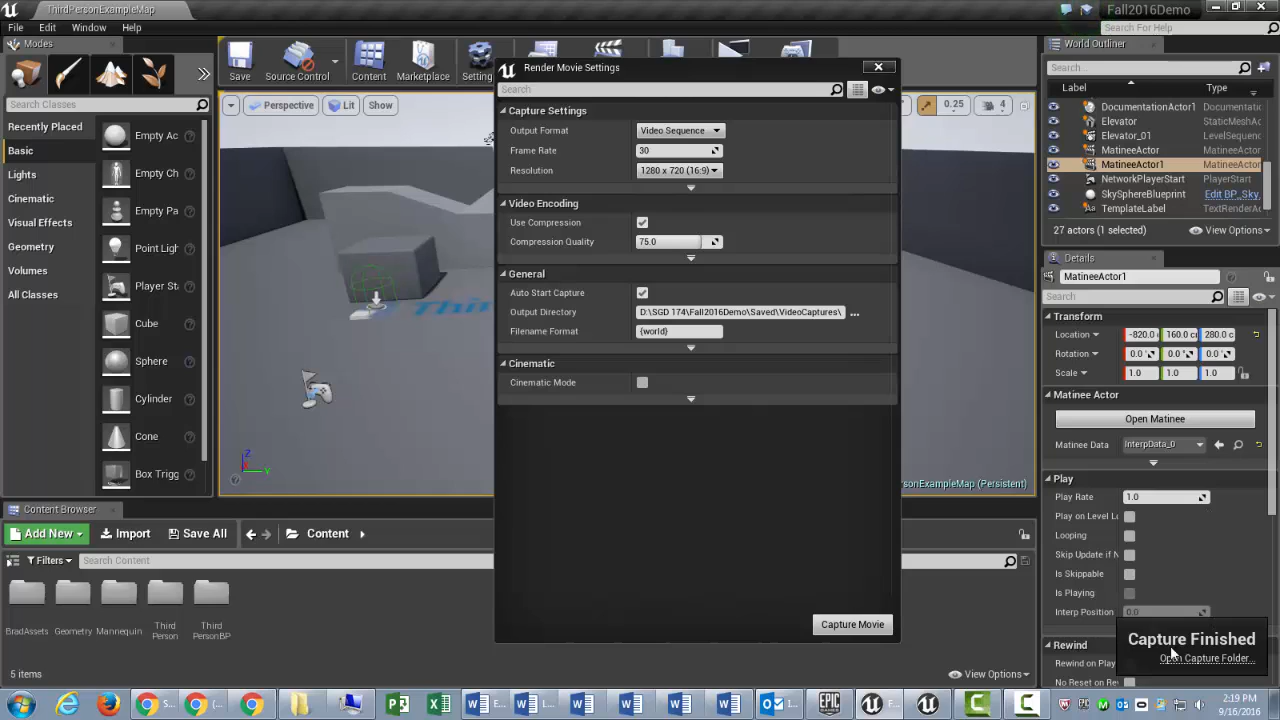 ThirdPersonExampleMap
Fall2016Demo
File Edit Window Help
Search For Help
Modes
Search Classes
Recently Placed
Basic
Lights
Cinematic
Visual Effects
Geometry
Volumes
All Classes
Empty Ac
Empty Ch
Empty Pa
Point Ligh
Player Sta
Cube
Sphere
Cylinder
Cone
Box Trigg
Save
Source Control
Content
Marketplace
Setting
Perspective
Lit
Show
0.25
4
Render Movie Settings
Search
Capture Settings
Output Format
Video Sequence
Frame Rate
30
Resolution
1280 x 720 (16:9)
Video Encoding
Use Compression
Compression Quality
75.0
General
Auto Start Capture
Output Directory
D:\SGD 174\Fall2016Demo\Saved\VideoCaptures\
...
Filename Format
{world}
Cinematic
Cinematic Mode
Capture Movie
Thir
Z
Y
sonExampleMap (Persistent)
World Outliner
Search...
Label Type
DocumentationActor1 Documentatic
Elevator StaticMeshAc
Elevator_01 LevelSequenc
MatineeActor MatineeActor
MatineeActor1 MatineeActor
NetworkPlayerStart PlayerStart
SkySphereBlueprint Edit BP_Sky
TemplateLabel TextRenderAc
27 actors (1 selected)
View Options
Details
MatineeActor1
Search
Transform
Location -820.0 160.0 c 280.0 c
Rotation 0.0 ° 0.0 ° 0.0 °
Scale 1.0 1.0 1.0
Matinee Actor
Open Matinee
Matinee Data InterpData_0
Play
Play Rate 1.0
Play on Level Lo
Looping
Skip Update if N
Is Skippable
Is Playing
Interp Position 0.0
Rewind
Rewind on Play
No Reset on Rev
Capture Finished
Open Capture Folder...
Content Browser
Add New
Import
Save All
Content
Filters
Search Content
BradAssets
Geometry
Mannequin
Third
Person
Third
PersonBP
5 items
View Options
S...
(...
E...
I...
F...
2:19 PM
9/16/2016